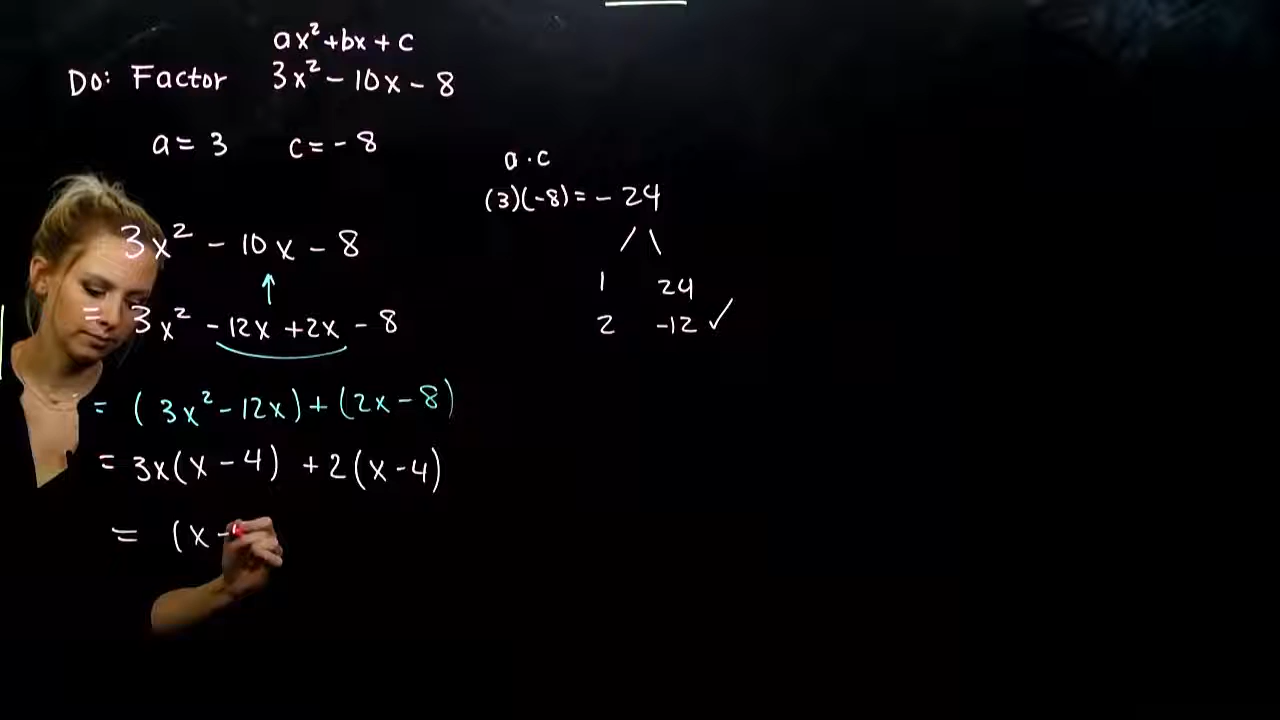 ax² + bx + c
Do: Factor 3x² - 10x - 8
a = 3 c = - 8
a · c
(3)(-8) = - 24
/ \
1 24
2 -12 ✓
3x² - 10x - 8
↑
= 3x² - 12x + 2x - 8
= (3x² - 12x) + (2x - 8)
= 3x(x - 4) + 2(x - 4)
= (x -